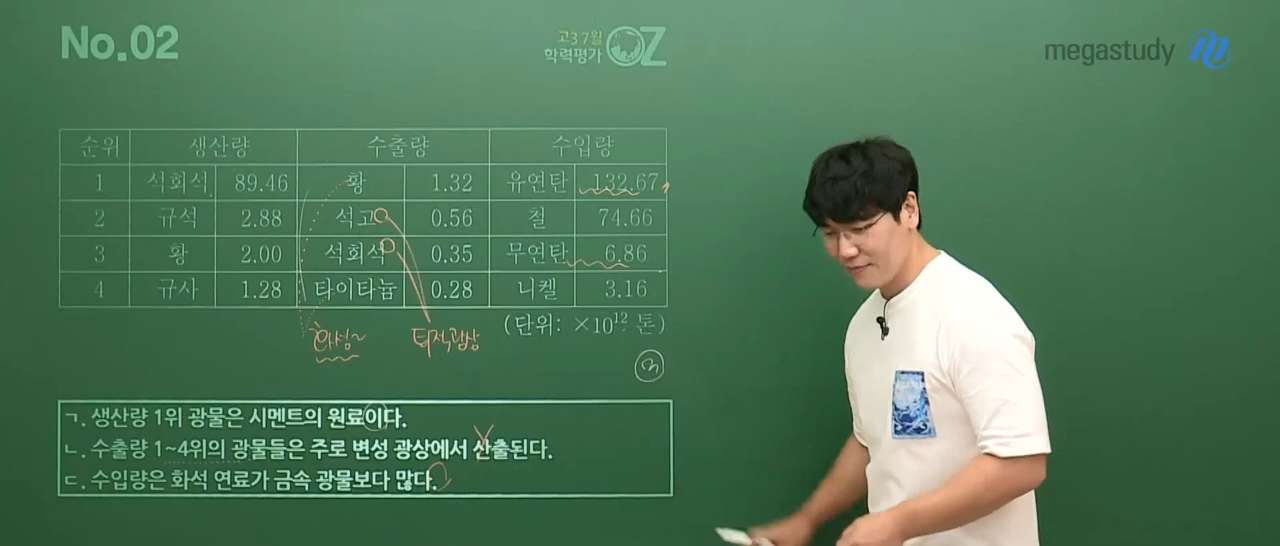 No.02
고3 7월
학력평가 OZ
megastudy
순위 생산량 수출량 수입량
1 석회석 89.46 황 1.32 유연탄 132.67
2 규석 2.88 석고 0.56 철 74.66
3 황 2.00 석회석 0.35 무연탄 6.86
4 규사 1.28 타이타늄 0.28 니켈 3.16
(단위: ×10¹² 톤)
화성~ 퇴적광상
③
ㄱ. 생산량 1위 광물은 시멘트의 원료이다.
ㄴ. 수출량 1~4위의 광물들은 주로 변성 광상에서 산출된다.
ㄷ. 수입량은 화석 연료가 금속 광물보다 많다.